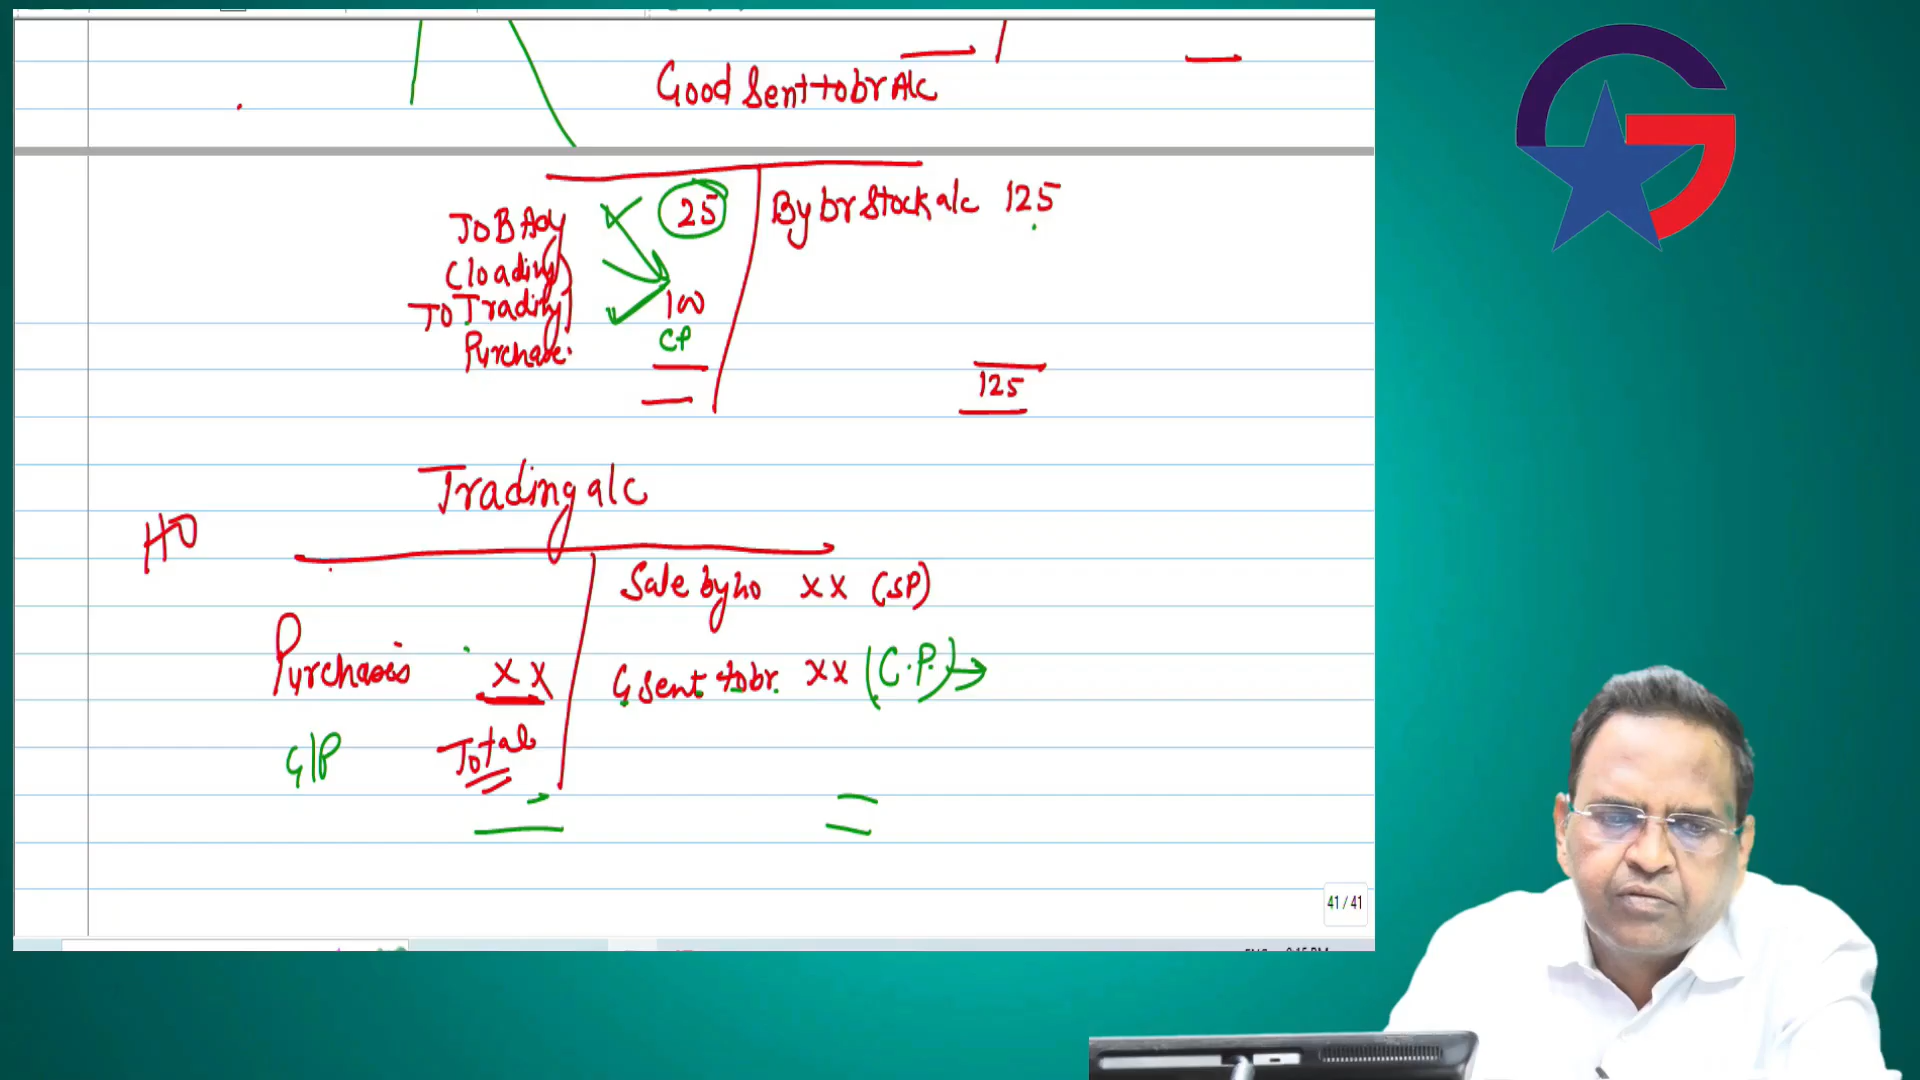 Good Sent to br A/c
To B Adj 25 By br Stock a/c 125
(loading)
To Trading 100
Purchase. CP
125
Trading a/c
HO
Sale by ho xx (SP)
Purchases xx G sent to br. xx (C.P.)
G/P Total
41 / 41